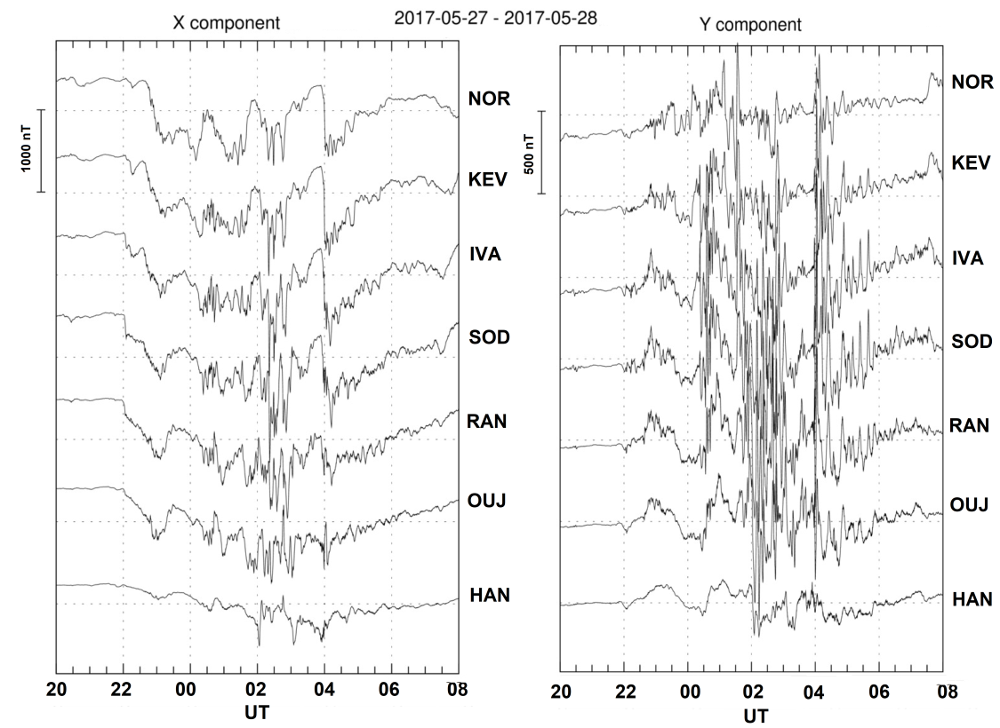 2017-05-27 - 2017-05-28
X component
Y component
1000 nT
NOR
KEV
IVA
SOD
RAN
OUJ
HAN
20 22 00 02 04 06 08
UT
500 nT
NOR
KEV
IVA
SOD
RAN
OUJ
HAN
20 22 00 02 04 06 08
UT